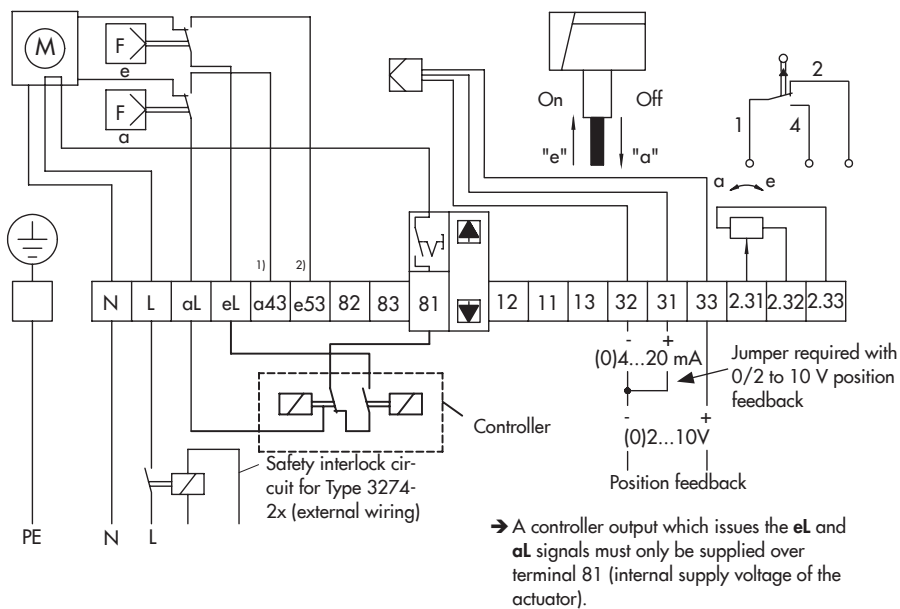 M
F
e
F
a
On
Off
"e"
"a"
2
1
4
a
e
1)
2)
N
L
aL
eL
a43
e53
82
83
81
12
11
13
32
31
33
2.31
2.32
2.33
- +
(0)4...20 mA
Jumper required with
0/2 to 10 V position
feedback
- +
(0)2...10V
Position feedback
Controller
Safety interlock cir-
cuit for Type 3274-
2x (external wiring)
PE
N
L
➔ A controller output which issues the eL and
aL signals must only be supplied over
terminal 81 (internal supply voltage of the
actuator).